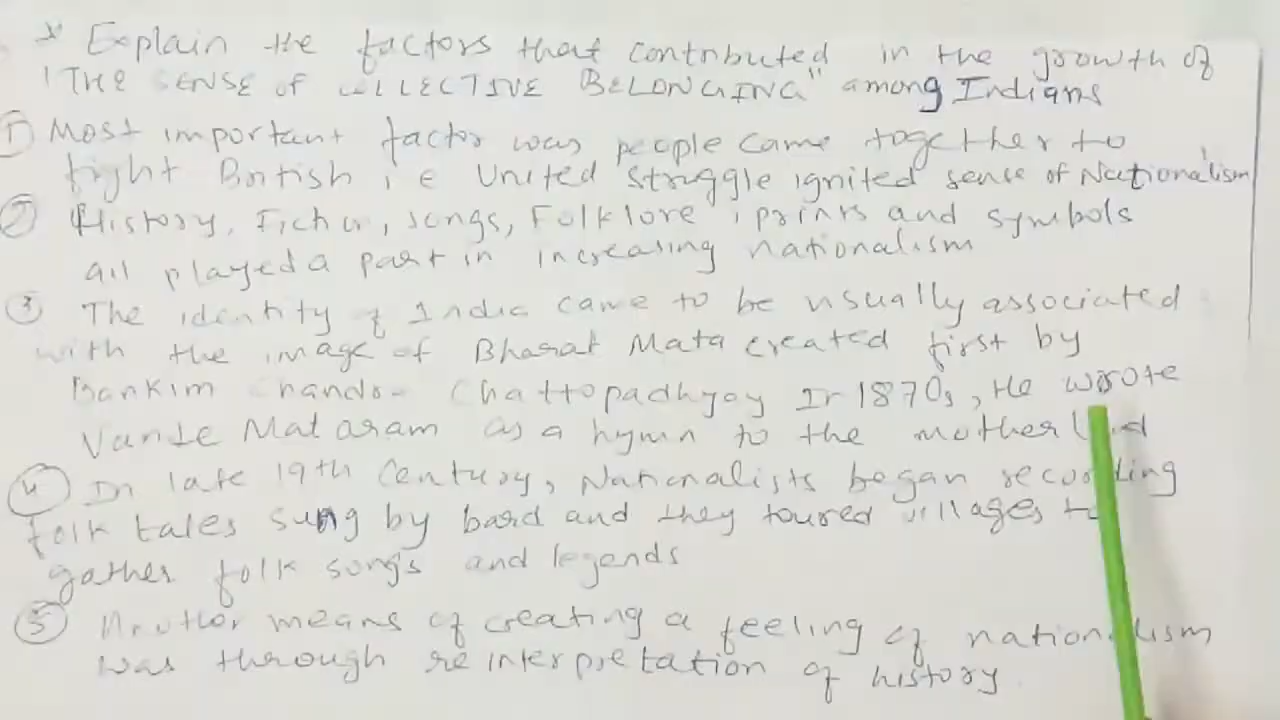 * Explain the factors that contributed in the growth of
"THE SENSE OF COLLECTIVE BELONGING" among Indians
1) Most important factor was people came together to
fight British i.e United Struggle ignited sense of Nationalism
2) History, Fiction, songs, Folklore, prints and symbols
all played a part in increasing nationalism
3) The identity of India came to be usually associated
with the image of Bharat Mata created first by
Bankim Chandra Chattopadhyay In 1870s, He wrote
Vande Mataram as a hymn to the motherland
4) In late 19th Century, Nationalists began recording
folk tales sung by bard and they toured villages to
gather folk songs and legends
5) Another means of creating a feeling of nationalism
was through reinterpretation of history